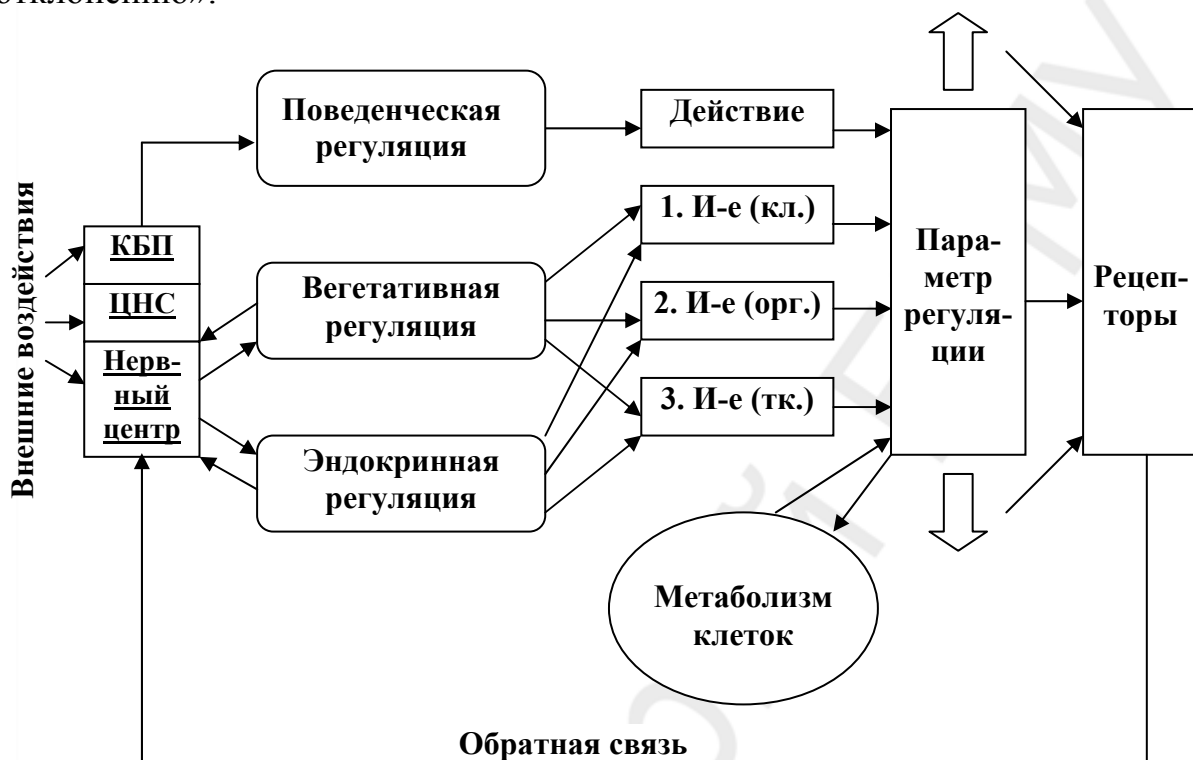 отклонению».
Поведенческая
регуляция
Действие
Внешние воздействия
КБП
ЦНС
Нерв-
ный
центр
Вегетативная
регуляция
Эндокринная
регуляция
1. И-е (кл.)
2. И-е (орг.)
3. И-е (тк.)
Пара-
метр
регуля-
ции
Рецеп-
торы
Метаболизм
клеток
Обратная связь